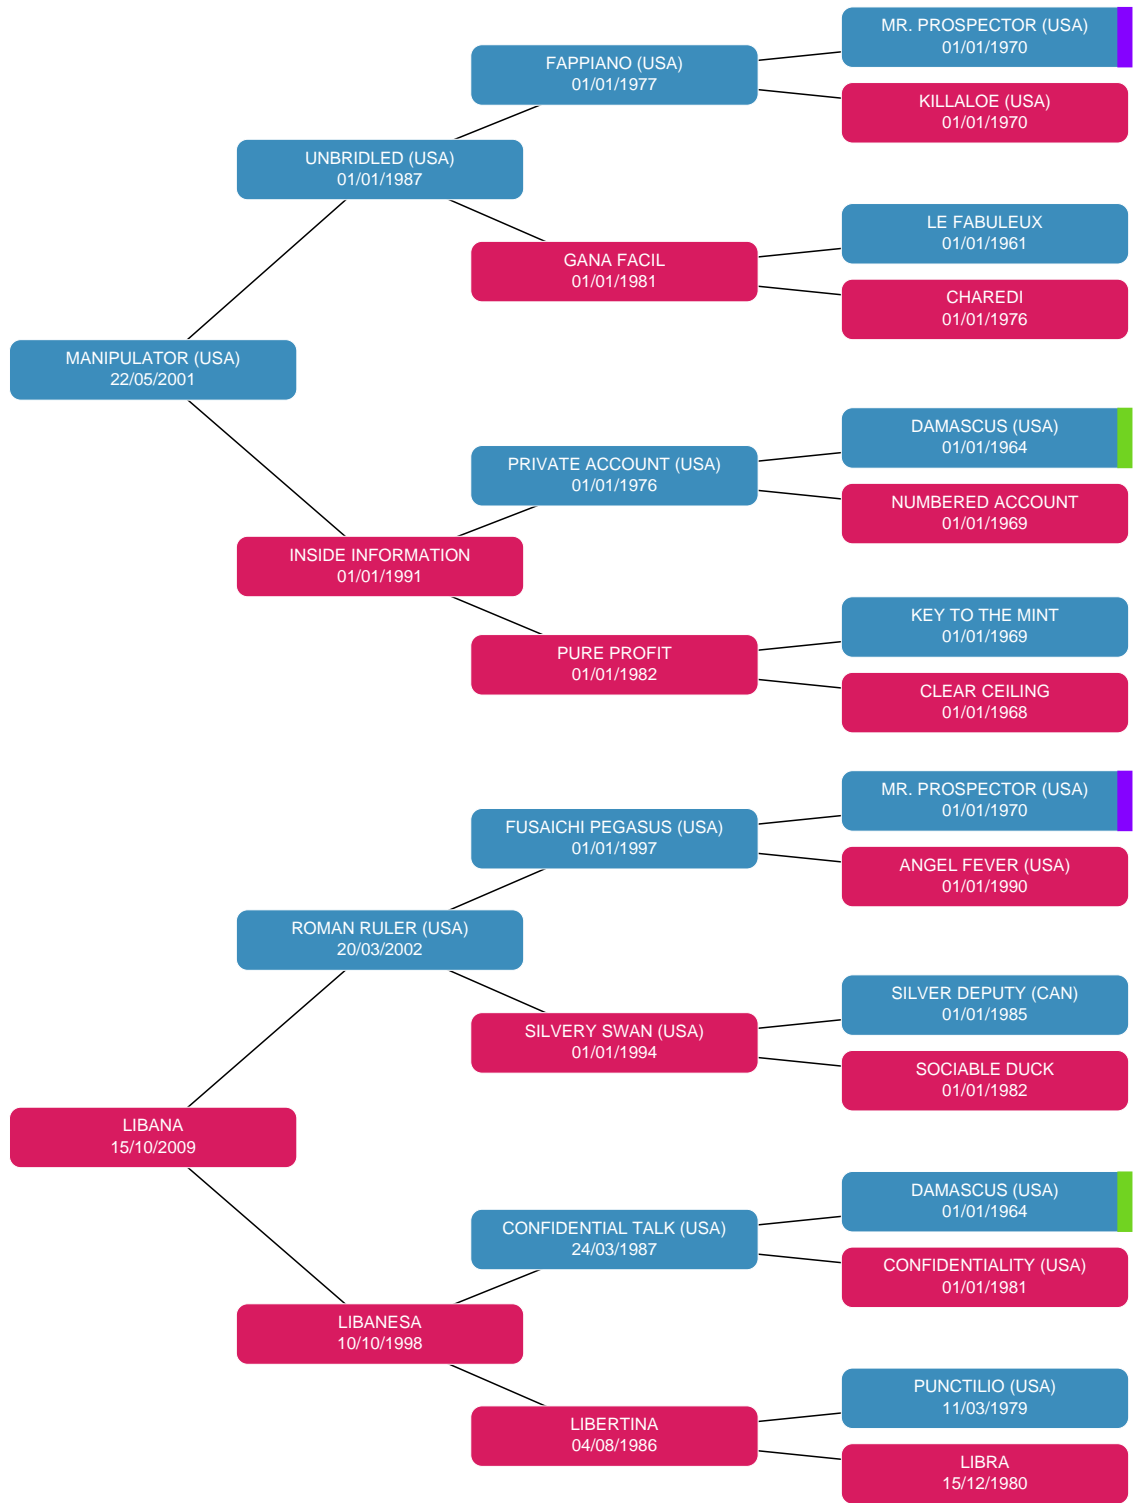 MR. PROSPECTOR (USA)
01/01/1970
FAPPIANO (USA)
01/01/1977
KILLALOE (USA)
01/01/1970
UNBRIDLED (USA)
01/01/1987
LE FABULEUX
01/01/1961
GANA FACIL
01/01/1981
CHAREDI
01/01/1976
MANIPULATOR (USA)
22/05/2001
DAMASCUS (USA)
01/01/1964
PRIVATE ACCOUNT (USA)
01/01/1976
NUMBERED ACCOUNT
01/01/1969
INSIDE INFORMATION
01/01/1991
KEY TO THE MINT
01/01/1969
PURE PROFIT
01/01/1982
CLEAR CEILING
01/01/1968
MR. PROSPECTOR (USA)
01/01/1970
FUSAICHI PEGASUS (USA)
01/01/1997
ANGEL FEVER (USA)
01/01/1990
ROMAN RULER (USA)
20/03/2002
SILVER DEPUTY (CAN)
01/01/1985
SILVERY SWAN (USA)
01/01/1994
SOCIABLE DUCK
01/01/1982
LIBANA
15/10/2009
DAMASCUS (USA)
01/01/1964
CONFIDENTIAL TALK (USA)
24/03/1987
CONFIDENTIALITY (USA)
01/01/1981
LIBANESA
10/10/1998
PUNCTILIO (USA)
11/03/1979
LIBERTINA
04/08/1986
LIBRA
15/12/1980